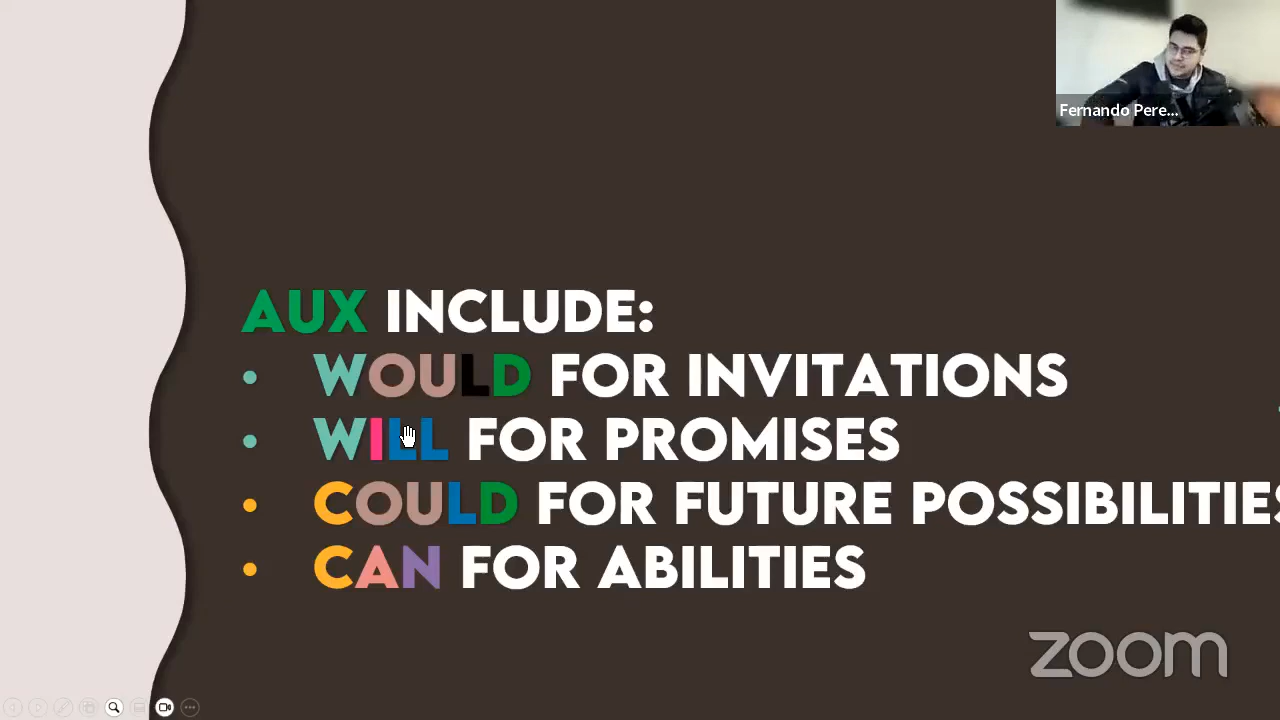 Fernando Pere...
AUX INCLUDE:
• WOULD FOR INVITATIONS
• WILL FOR PROMISES
• COULD FOR FUTURE POSSIBILITIES
• CAN FOR ABILITIES
zoom